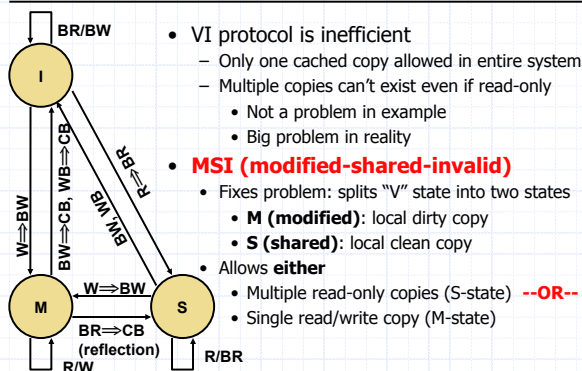 BR/BW
I
W⇒BW
BW⇒CB, WB⇒CB
R⇒BR
BW, WB
M
S
W⇒BW
BR⇒CB
(reflection)
R/W
R/BR
• VI protocol is inefficient
– Only one cached copy allowed in entire system
– Multiple copies can’t exist even if read-only
• Not a problem in example
• Big problem in reality
• MSI (modified-shared-invalid)
• Fixes problem: splits “V” state into two states
• M (modified): local dirty copy
• S (shared): local clean copy
• Allows either
• Multiple read-only copies (S-state) --OR--
• Single read/write copy (M-state)